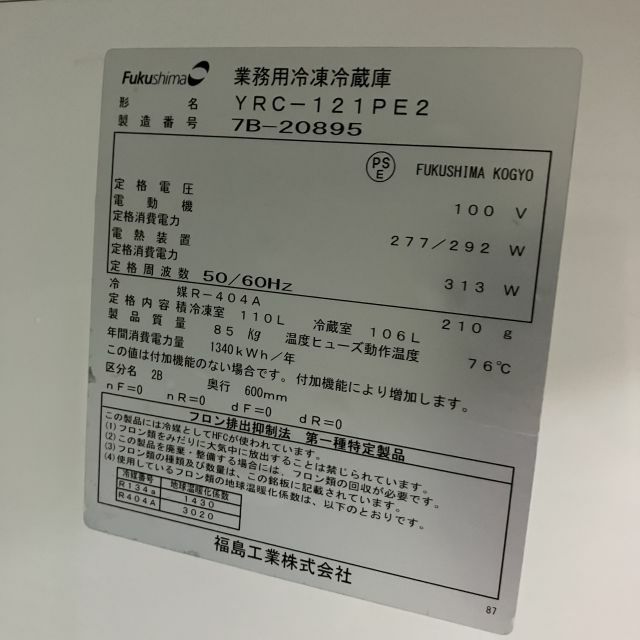 Fukushima 業務用冷凍冷蔵庫
形名 YRC-121PE2
製造番号 7B-20895
PS E FUKUSHIMA KOGYO
定格電圧 100 V
電動機
定格消費電力 277/292 W
電熱装置
定格消費電力 313 W
定格周波数 50/60Hz
冷媒 R-404A 210 g
定格内容積 冷凍室 110L 冷蔵室 106L
製品質量 85 kg 温度ヒューズ動作温度 76℃
年間消費電力量 1340kWh/年
この値は付加機能のない場合です。付加機能により増加します。
区分名 2B 奥行 600mm
nF=0 nR=0 dF=0 dR=0
フロン排出抑制法 第一種特定製品
この製品には冷媒としてHFCが使われています。
(1) フロン類をみだりに大気中に放出することは禁じられています。
(2) この製品を廃棄・整備する場合には、フロン類の回収が必要です。
(3) フロン類の種類及び数量は、この銘板に記載されています。
(4) 使用しているフロン類の地球温暖化係数は、以下のとおりです。
冷媒番号 地球温暖化係数
R134a 1430
R404A 3020
福島工業株式会社
87